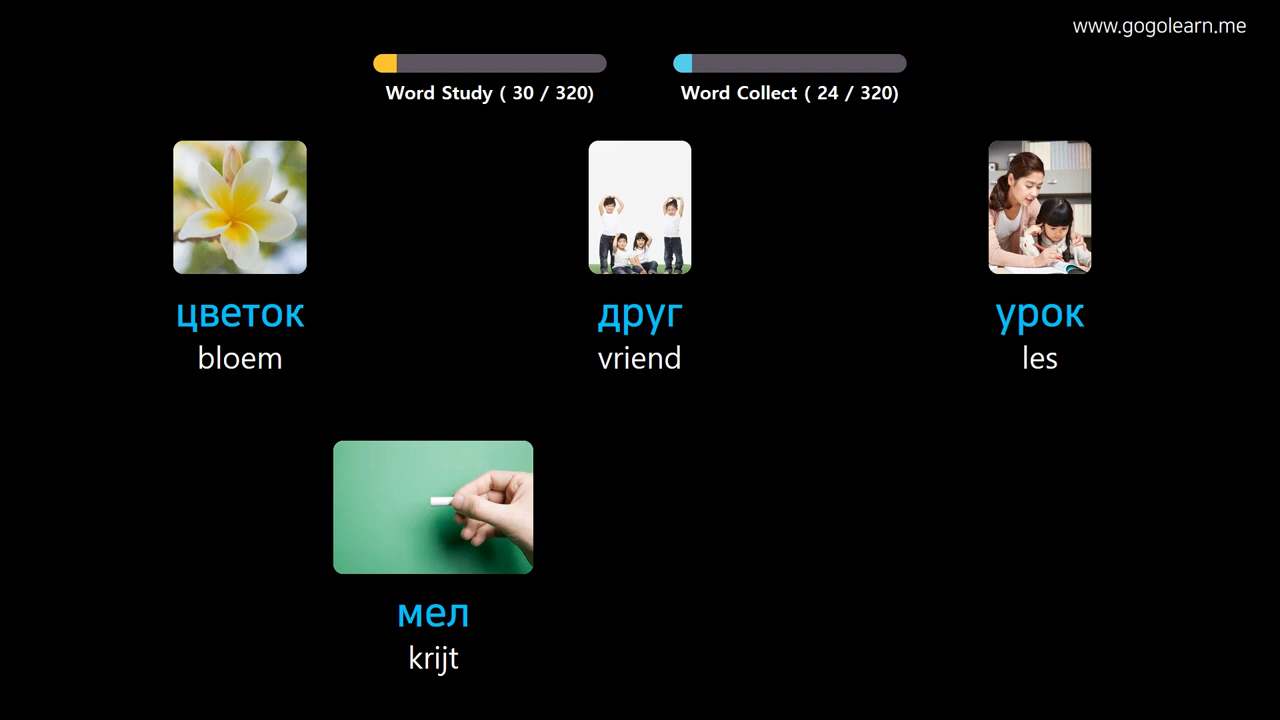 www.gogolearn.me
Word Study ( 30 / 320)
Word Collect ( 24 / 320)
цветок
bloem
друг
vriend
урок
les
мел
krijt